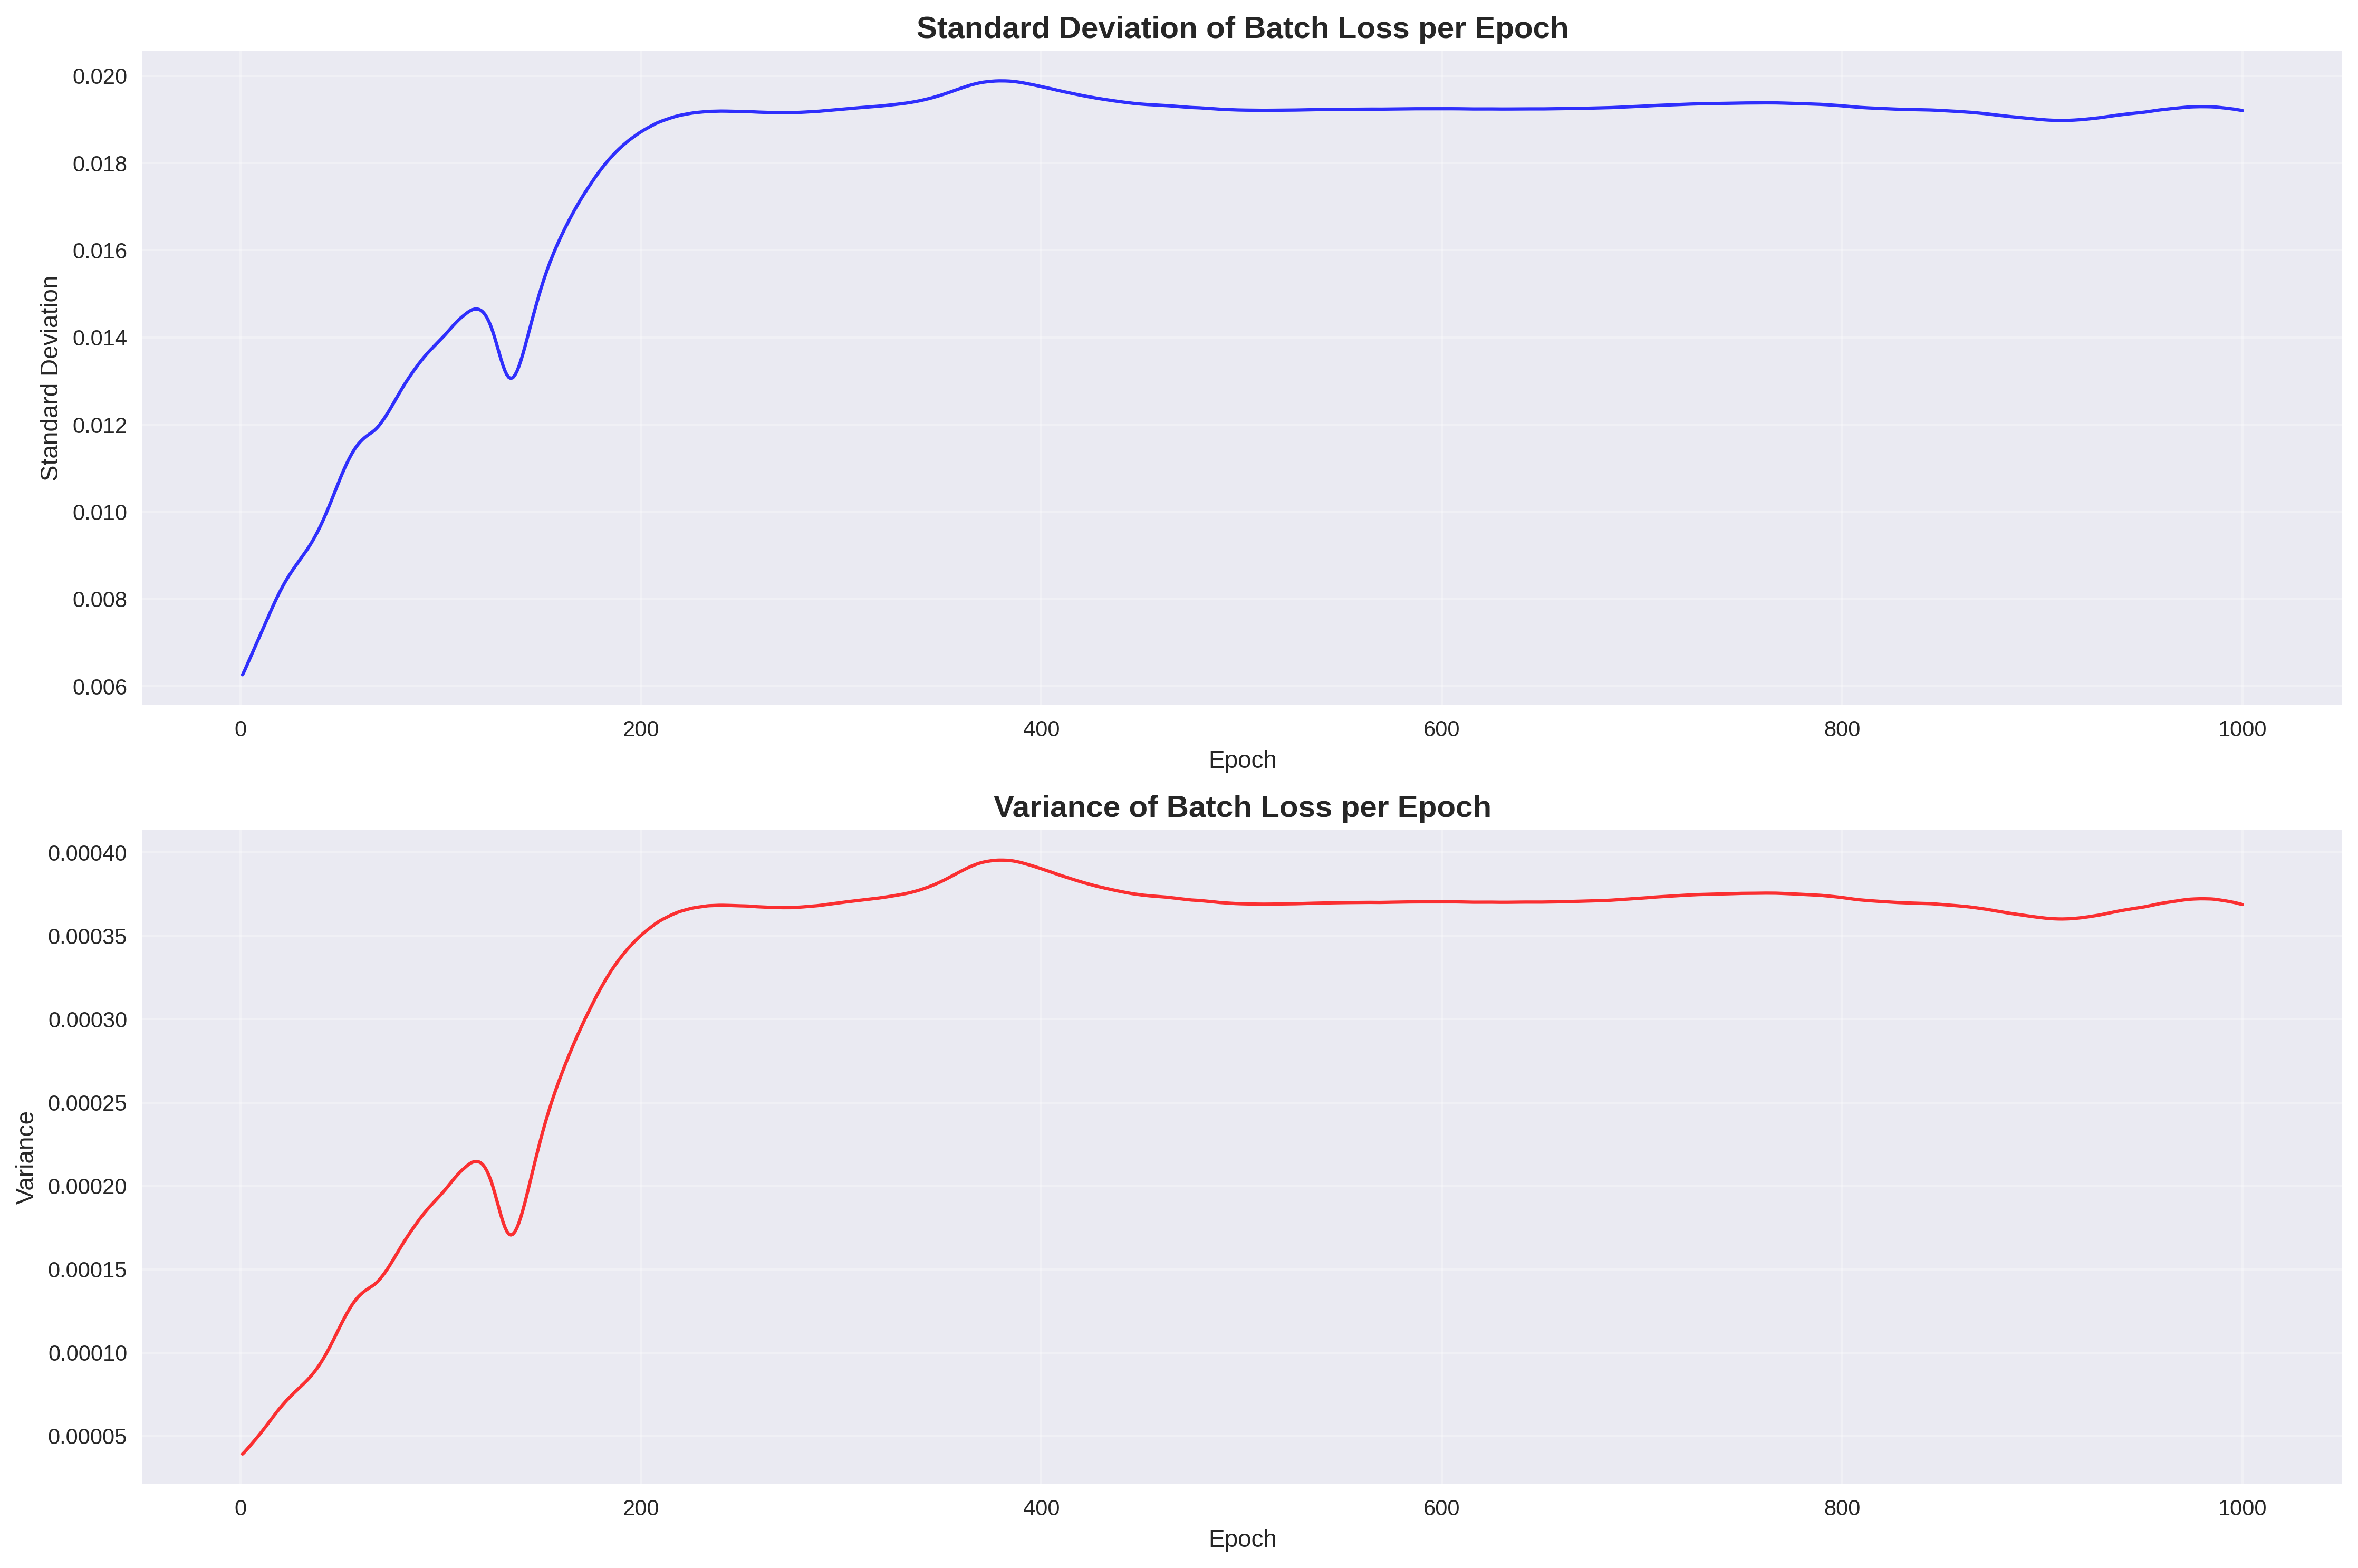 Standard Deviation of Batch Loss per Epoch
0.020
0.018
0.016
0.014
0.012
0.010
0.008
0.006
Standard Deviation
0 200 400 600 800 1000
Epoch
Variance of Batch Loss per Epoch
0.00040
0.00035
0.00030
0.00025
0.00020
0.00015
0.00010
0.00005
Variance
0 200 400 600 800 1000
Epoch